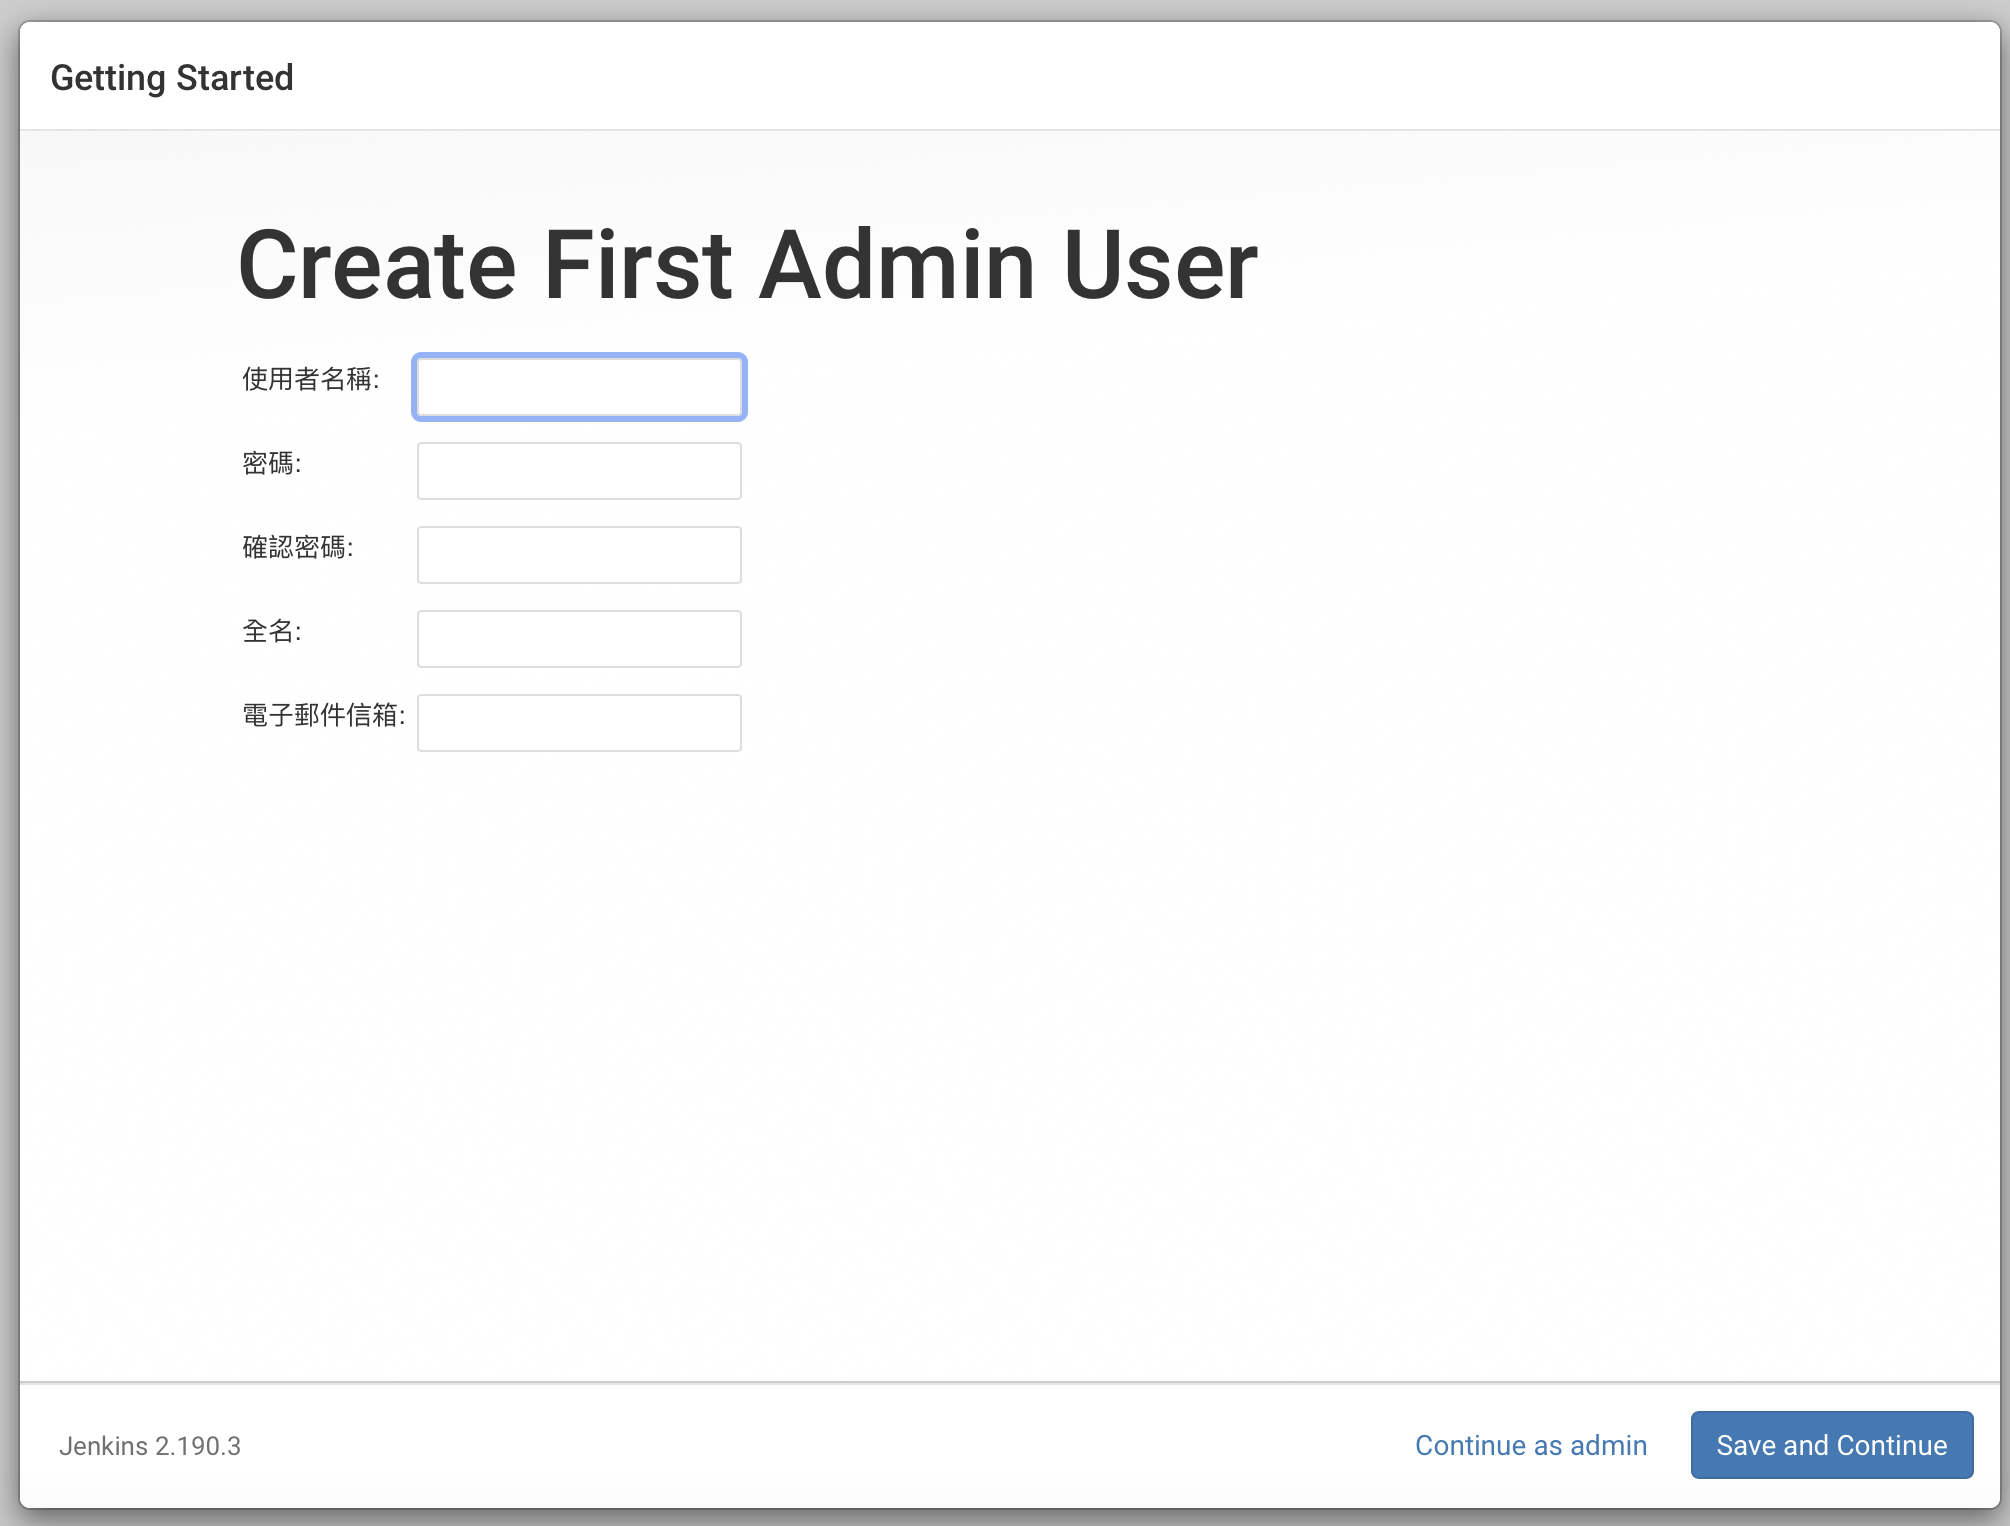 Getting Started
Create First Admin User
使用者名稱:
密碼:
確認密碼:
全名:
電子郵件信箱:
Jenkins 2.190.3
Continue as admin
Save and Continue